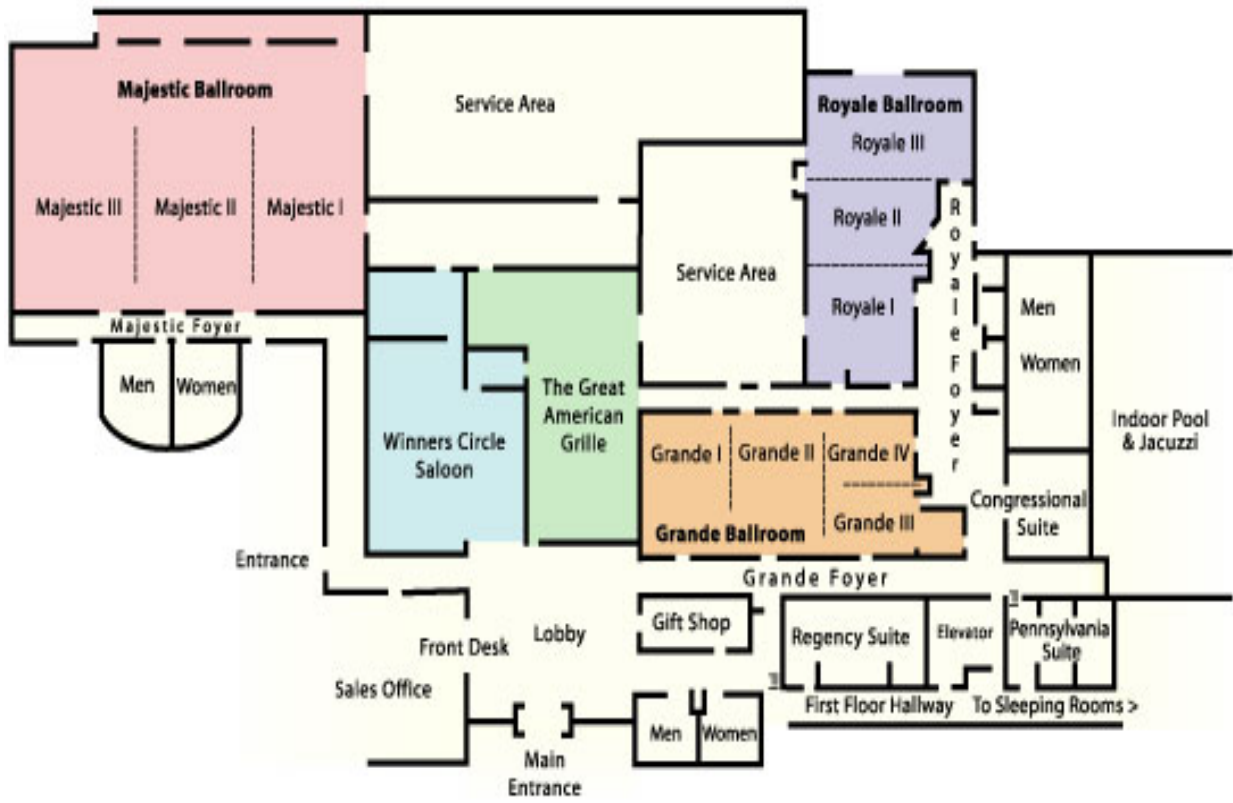 Majestic Ballroom
Majestic III
Majestic II
Majestic I
Majestic Foyer
Men
Women
Service Area
Royale Ballroom
Royale III
Royale II
Royale I
Service Area
Royale Foyer
Men
Women
Indoor Pool
& Jacuzzi
Winners Circle
Saloon
The Great
American
Grille
Grande I
Grande II
Grande IV
Grande III
Grande Ballroom
Congressional
Suite
Entrance
Grande Foyer
Gift Shop
Regency Suite
Elevator
Pennsylvania
Suite
Front Desk
Lobby
Sales Office
First Floor Hallway
To Sleeping Rooms >
Men
Women
Main
Entrance